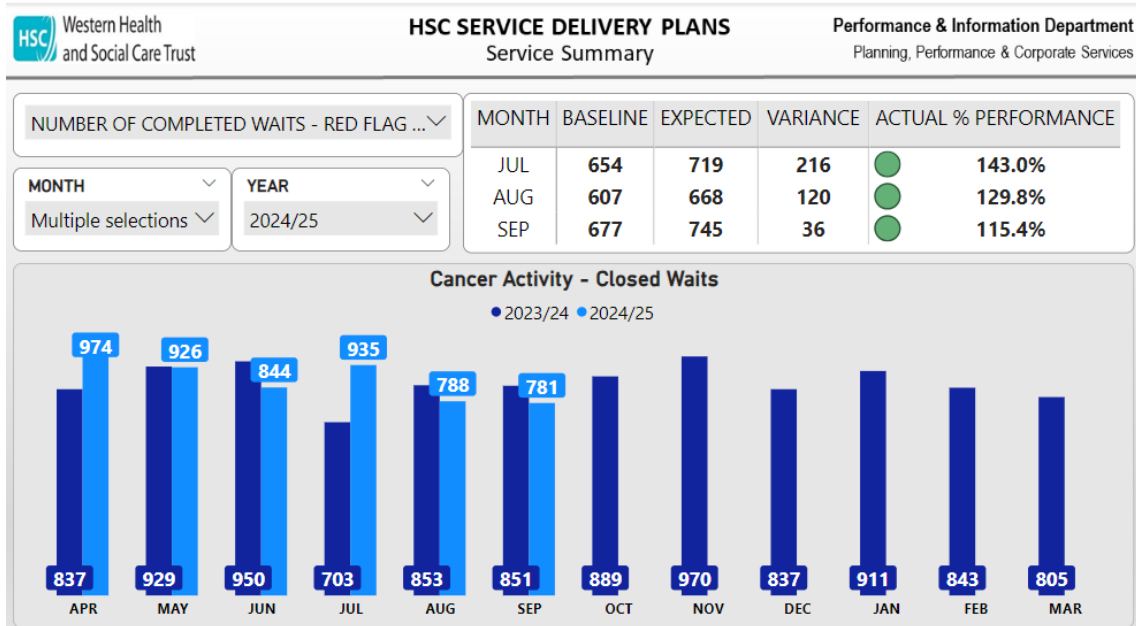 HSC Western Health
and Social Care Trust
HSC SERVICE DELIVERY PLANS
Service Summary
Performance & Information Department
Planning, Performance & Corporate Services
NUMBER OF COMPLETED WAITS - RED FLAG ...
MONTH
Multiple selections
YEAR
2024/25
MONTH BASELINE EXPECTED VARIANCE ACTUAL % PERFORMANCE
JUL 654 719 216 143.0%
AUG 607 668 120 129.8%
SEP 677 745 36 115.4%
Cancer Activity - Closed Waits
2023/24 2024/25
974 926 844 935 788 781
837 929 950 703 853 851 889 970 837 911 843 805
APR MAY JUN JUL AUG SEP OCT NOV DEC JAN FEB MAR